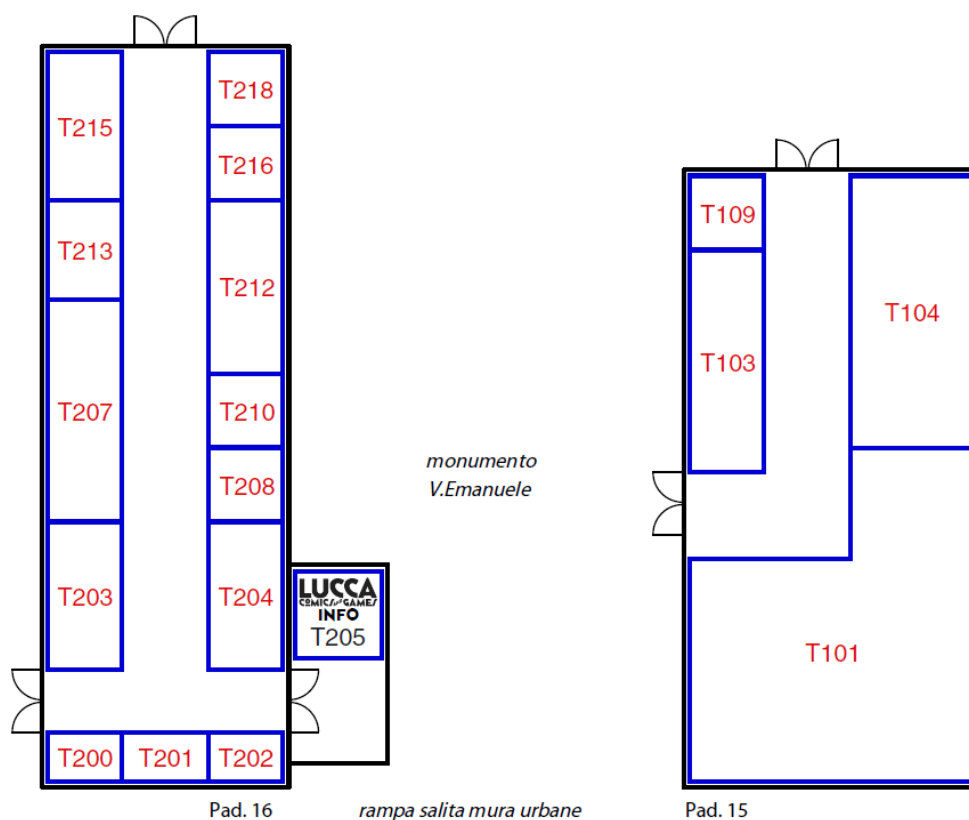 T218
T215
T216
T109
T213
T212
T104
T103
T207
T210
monumento
V.Emanuele
T208
LUCCA
COMICS and GAMES
INFO
T203
T204
T205
T101
T200
T201
T202
Pad. 16
rampa salita mura urbane
Pad. 15